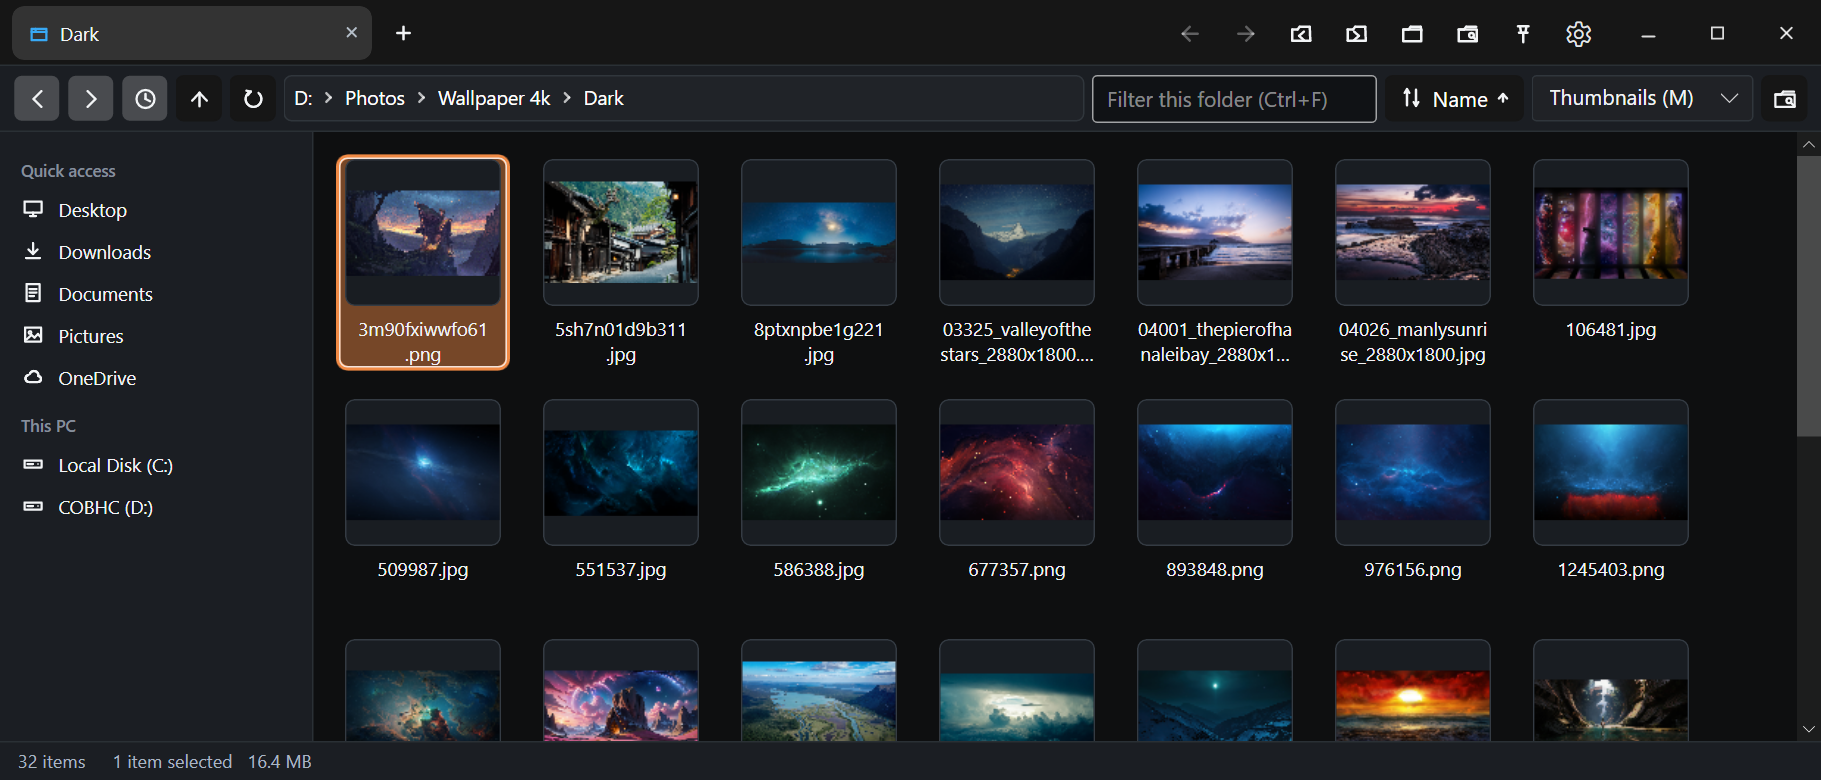 Dark
D: Photos Wallpaper 4k Dark
Filter this folder (Ctrl+F)
Name
Thumbnails (M)
Quick access
Desktop
Downloads
Documents
Pictures
OneDrive
This PC
Local Disk (C:)
COBHC (D:)
3m90fxiwwfo61
.png
5sh7n01d9b311
.jpg
8ptxnpbe1g221
.jpg
03325_valleyofthe
stars_2880x1800....
04001_thepierofha
naleibay_2880x1...
04026_manlysunri
se_2880x1800.jpg
106481.jpg
509987.jpg
551537.jpg
586388.jpg
677357.png
893848.png
976156.png
1245403.png
32 items 1 item selected 16.4 MB